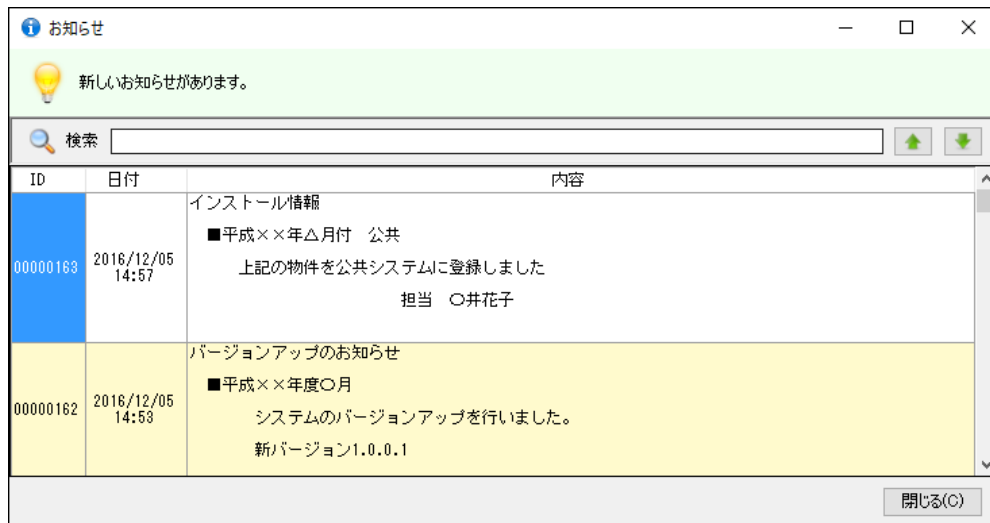 お知らせ
新しいお知らせがあります。
検索
ID 日付 内容
インストール情報
■平成××年△月付　公共
00000163 2016/12/05 14:57 上記の物件を公共システムに登録しました
担当　〇井花子
バージョンアップのお知らせ
■平成××年度〇月
00000162 2016/12/05 14:53 システムのバージョンアップを行いました。
新バージョン1.0.0.1
閉じる(C)